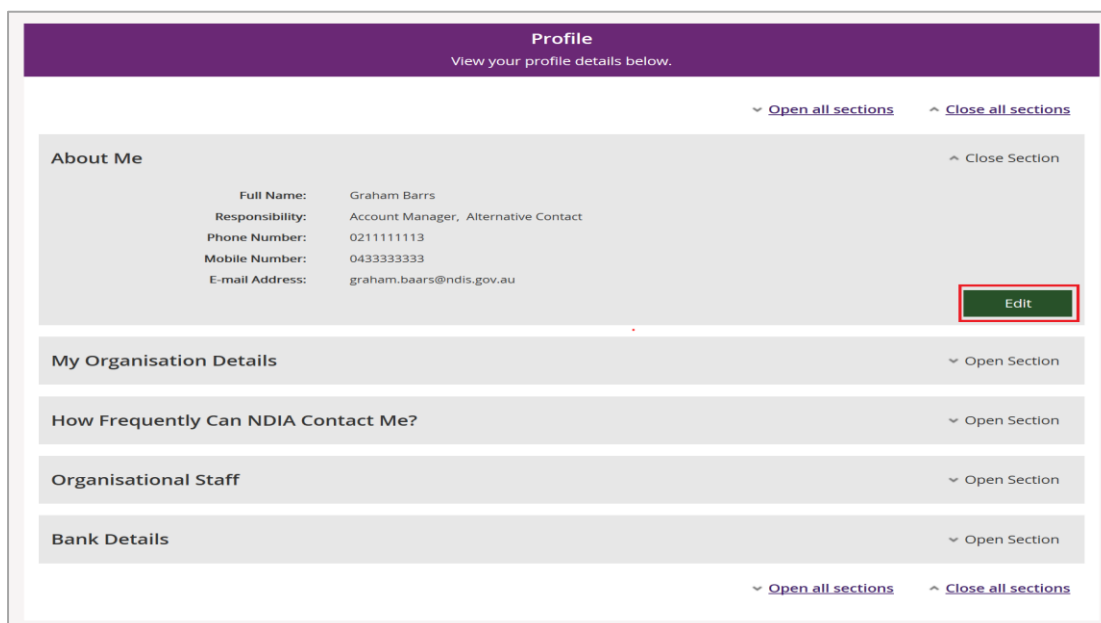 Profile
View your profile details below.
Open all sections Close all sections
About Me Close Section
Full Name: Graham Barrs
Responsibility: Account Manager, Alternative Contact
Phone Number: 0211111113
Mobile Number: 0433333333
E-mail Address: graham.baars@ndis.gov.au
Edit
My Organisation Details Open Section
How Frequently Can NDIA Contact Me? Open Section
Organisational Staff Open Section
Bank Details Open Section
Open all sections Close all sections